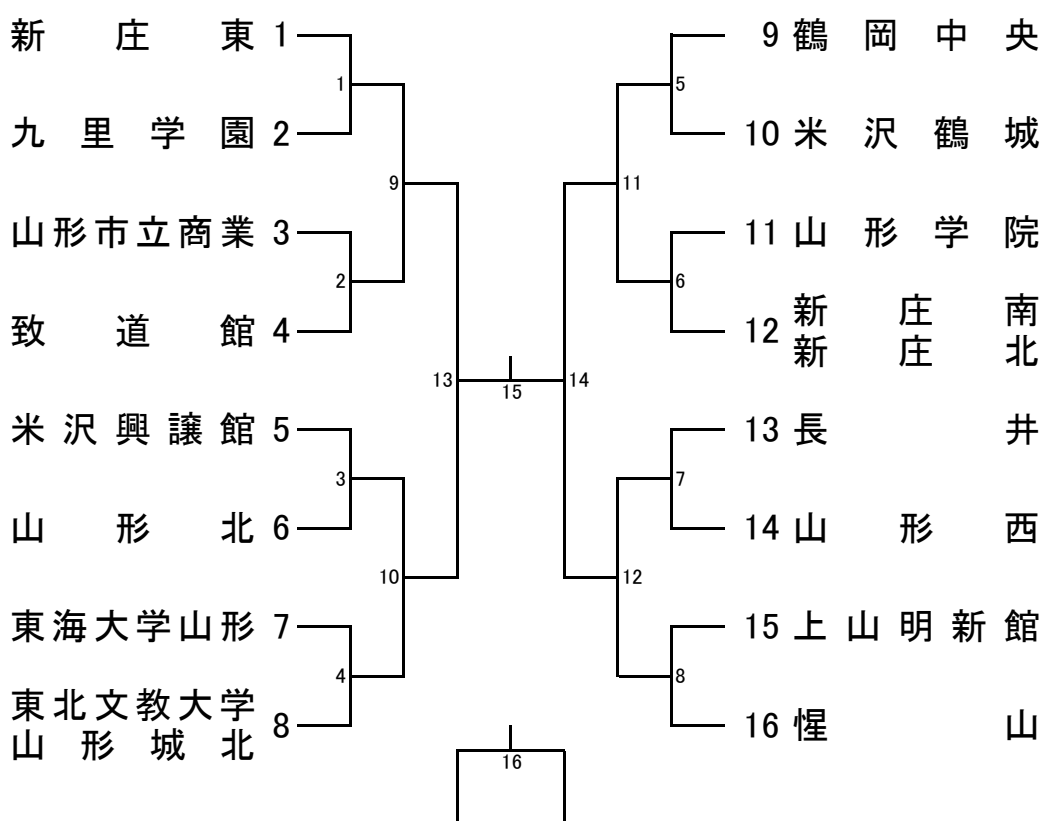 新庄東 1
九里学園 2
山形市立商業 3
致道館 4
米沢興譲館 5
山形北 6
東海大学山形 7
東北文教大学
山形城北 8
1
2
3
4
9
10
13
15
16
14
11
12
5
6
7
8
9 鶴岡中央
10 米沢鶴城
11 山形学院
12 新庄南
新庄北
13 長井
14 山形西
15 上山明新館
16 惺山